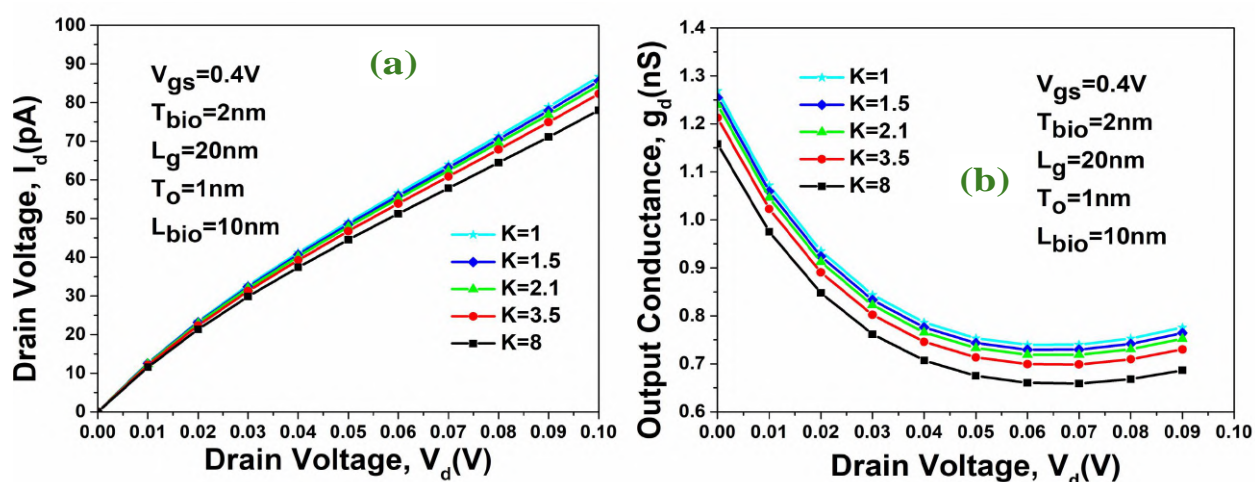 100
90
80
70
60
50
40
30
20
10
0
Drain Voltage, I_d(pA)
(a)
V_gs=0.4V
T_bio=2nm
L_g=20nm
T_o=1nm
L_bio=10nm
K=1
K=1.5
K=2.1
K=3.5
K=8
0.00 0.01 0.02 0.03 0.04 0.05 0.06 0.07 0.08 0.09 0.10
Drain Voltage, V_d(V)
1.4
1.3
1.2
1.1
1.0
0.9
0.8
0.7
0.6
Output Conductance, g_d(nS)
K=1
K=1.5
K=2.1
K=3.5
K=8
(b)
V_gs=0.4V
T_bio=2nm
L_g=20nm
T_o=1nm
L_bio=10nm
0.00 0.01 0.02 0.03 0.04 0.05 0.06 0.07 0.08 0.09 0.10
Drain Voltage, V_d(V)